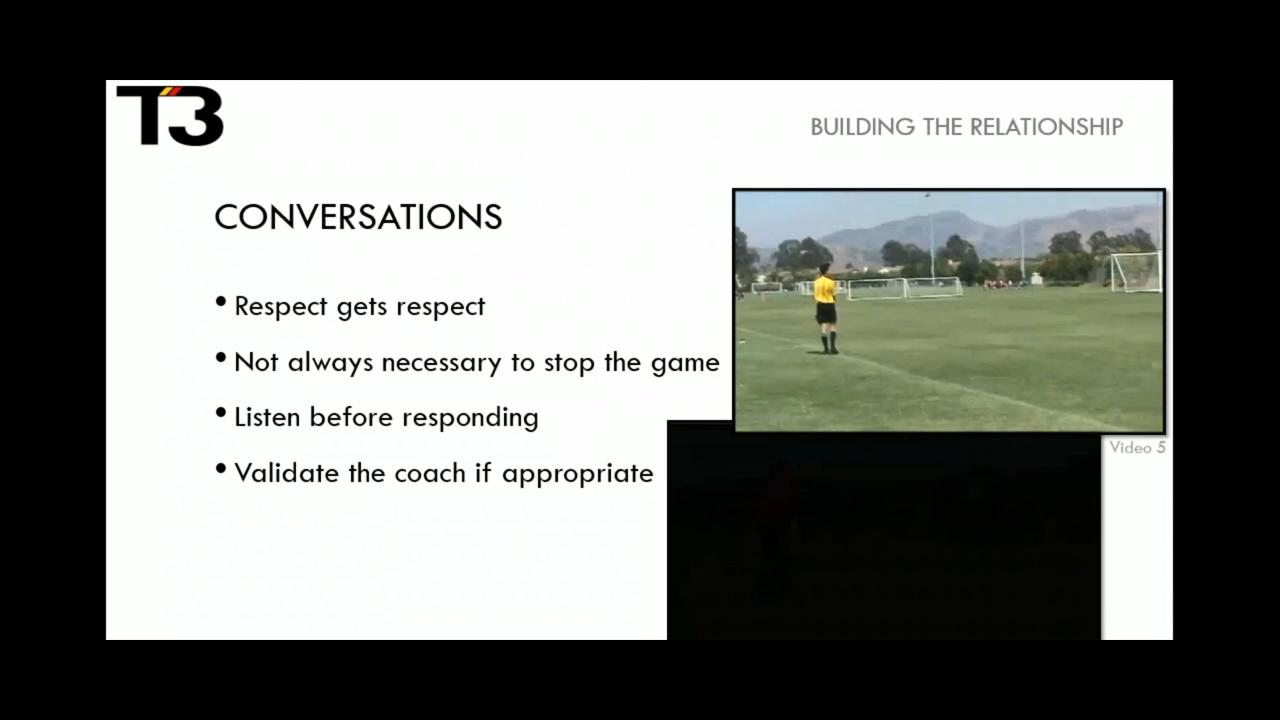 T3
BUILDING THE RELATIONSHIP
CONVERSATIONS
• Respect gets respect
• Not always necessary to stop the game
• Listen before responding
• Validate the coach if appropriate
Video 5